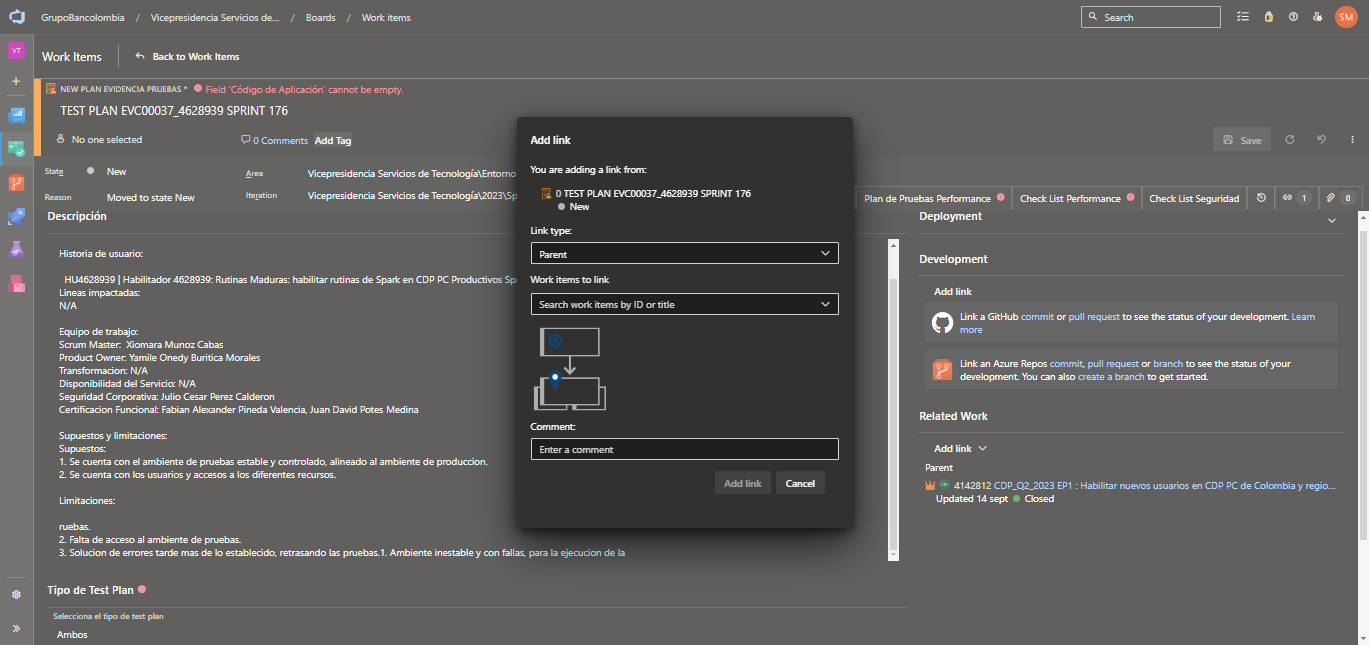 GrupoBancolombia / Vicepresidencia Servicios de... / Boards / Work items
Search
SM
VT
Work Items
Back to Work Items
NEW PLAN EVIDENCIA PRUEBAS * Field 'Código de Aplicación' cannot be empty.
TEST PLAN EVC00037_4628939 SPRINT 176
No one selected
0 Comments
Add Tag
Save
State
New
Area
Vicepresidencia Servicios de Tecnología\Entorno
Reason
Moved to state New
Iteration
Vicepresidencia Servicios de Tecnología\2023\Sp
Plan de Pruebas Performance
Check List Performance
Check List Seguridad
1
0
Descripción
Historia de usuario:
HU4628939 | Habilitador 4628939: Rutinas Maduras: habilitar rutinas de Spark en CDP PC Productivos Sp
Lineas impactadas:
N/A
Equipo de trabajo:
Scrum Master: Xiomara Munoz Cabas
Product Owner: Yamile Onedy Buritica Morales
Transformacion: N/A
Disponibilidad del Servicio: N/A
Seguridad Corporativa: Julio Cesar Perez Calderon
Certificacion Funcional: Fabian Alexander Pineda Valencia, Juan David Potes Medina
Supuestos y limitaciones:
Supuestos:
1. Se cuenta con el ambiente de pruebas estable y controlado, alineado al ambiente de produccion.
2. Se cuenta con los usuarios y accesos a los diferentes recursos.
Limitaciones:
ruebas.
2. Falta de acceso al ambiente de pruebas.
3. Solucion de errores tarde mas de lo establecido, retrasando las pruebas.1. Ambiente inestable y con fallas, para la ejecucion de la
Tipo de Test Plan
Selecciona el tipo de test plan
Ambos
Add link
You are adding a link from:
0 TEST PLAN EVC00037_4628939 SPRINT 176
New
Link type:
Parent
Work items to link
Search work items by ID or title
Comment:
Enter a comment
Add link
Cancel
Deployment
Development
Add link
Link a GitHub commit or pull request to see the status of your development. Learn
more
Link an Azure Repos commit, pull request or branch to see the status of your
development. You can also create a branch to get started.
Related Work
Add link
Parent
4142812 CDP_Q2_2023 EP1 : Habilitar nuevos usuarios en CDP PC de Colombia y regio...
Updated 14 sept Closed